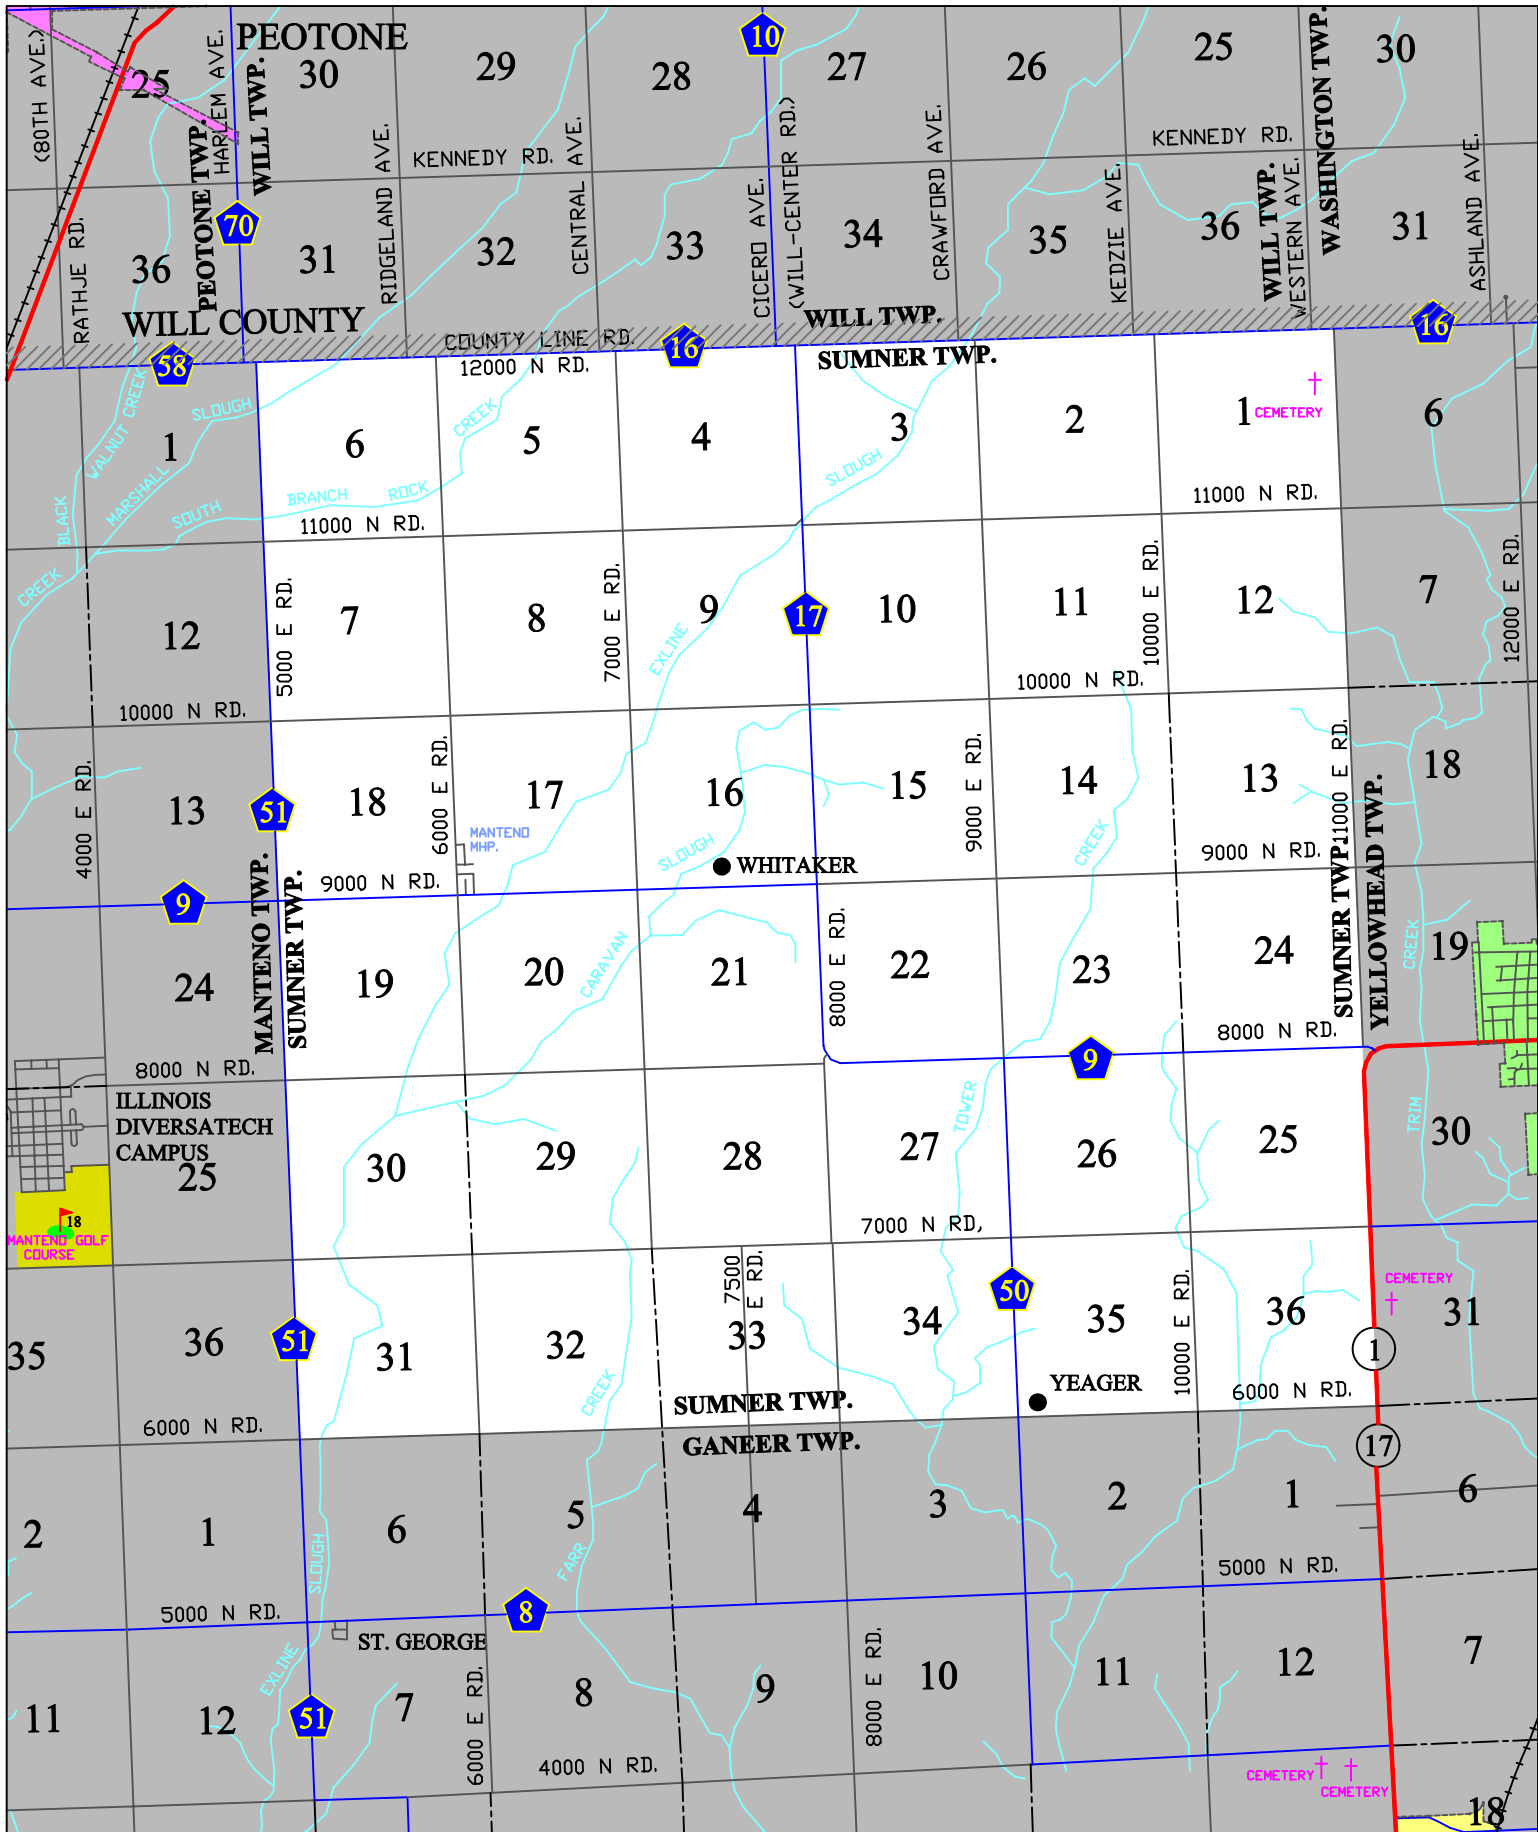 PEOTONE
10
(80TH AVE.)
25
HARLEM AVE.
30
29
28
27
26
25
30
PEOTONE TWP.
WILL TWP.
WASHINGTON TWP.
KENNEDY RD.
KENNEDY RD.
RATHJE RD.
70
RIDGELAND AVE.
CENTRAL AVE.
CICERO AVE.
(WILL-CENTER RD.)
CRAWFORD AVE.
KEDZIE AVE.
WILL TWP.
WESTERN AVE.
ASHLAND AVE.
36
31
32
33
34
35
36
31
WILL COUNTY
COUNTY LINE RD.
12000 N RD.
WILL TWP.
SUMNER TWP.
58
16
16
1
6
5
4
3
2
1
CEMETERY
6
WALNUT CREEK
SLOUGH
CREEK
MARSHALL
BLACK
SOUTH
BRANCH
ROCK
SLOUGH
CREEK
11000 N RD.
11000 N RD.
12
5000 E RD.
7
8
7000 E RD.
9
17
10
11
10000 E RD.
12
7
12000 E RD.
EXLINE
10000 N RD.
10000 N RD.
4000 E RD.
13
51
18
6000 E RD.
17
16
15
9000 E RD.
14
13
11000 E RD.
18
MANTENO
MHP.
SLOUGH
CREEK
WHITAKER
9000 N RD.
9000 N RD.
9
MANTENO TWP.
SUMNER TWP.
SUMNER TWP.
YELLOWHEAD TWP.
24
19
20
CARAVAN
21
8000 E RD.
22
23
24
CREEK
19
8000 N RD.
8000 N RD.
9
ILLINOIS
DIVERSATECH
CAMPUS
25
30
29
28
27
TOWER
26
25
TRIM
30
18
MANTENO GOLF
COURSE
7000 N RD,
7500 E RD.
50
10000 E RD.
CEMETERY
35
36
51
31
32
33
34
35
36
1
31
CREEK
YEAGER
6000 N RD.
6000 N RD.
SUMNER TWP.
GANEER TWP.
17
2
1
6
5
4
3
2
1
6
SLOUGH
FARR
5000 N RD.
5000 N RD.
8
ST. GEORGE
EXLINE
11
12
51
7
6000 E RD.
8
9
8000 E RD.
10
11
12
7
4000 N RD.
CEMETERY
CEMETERY
18